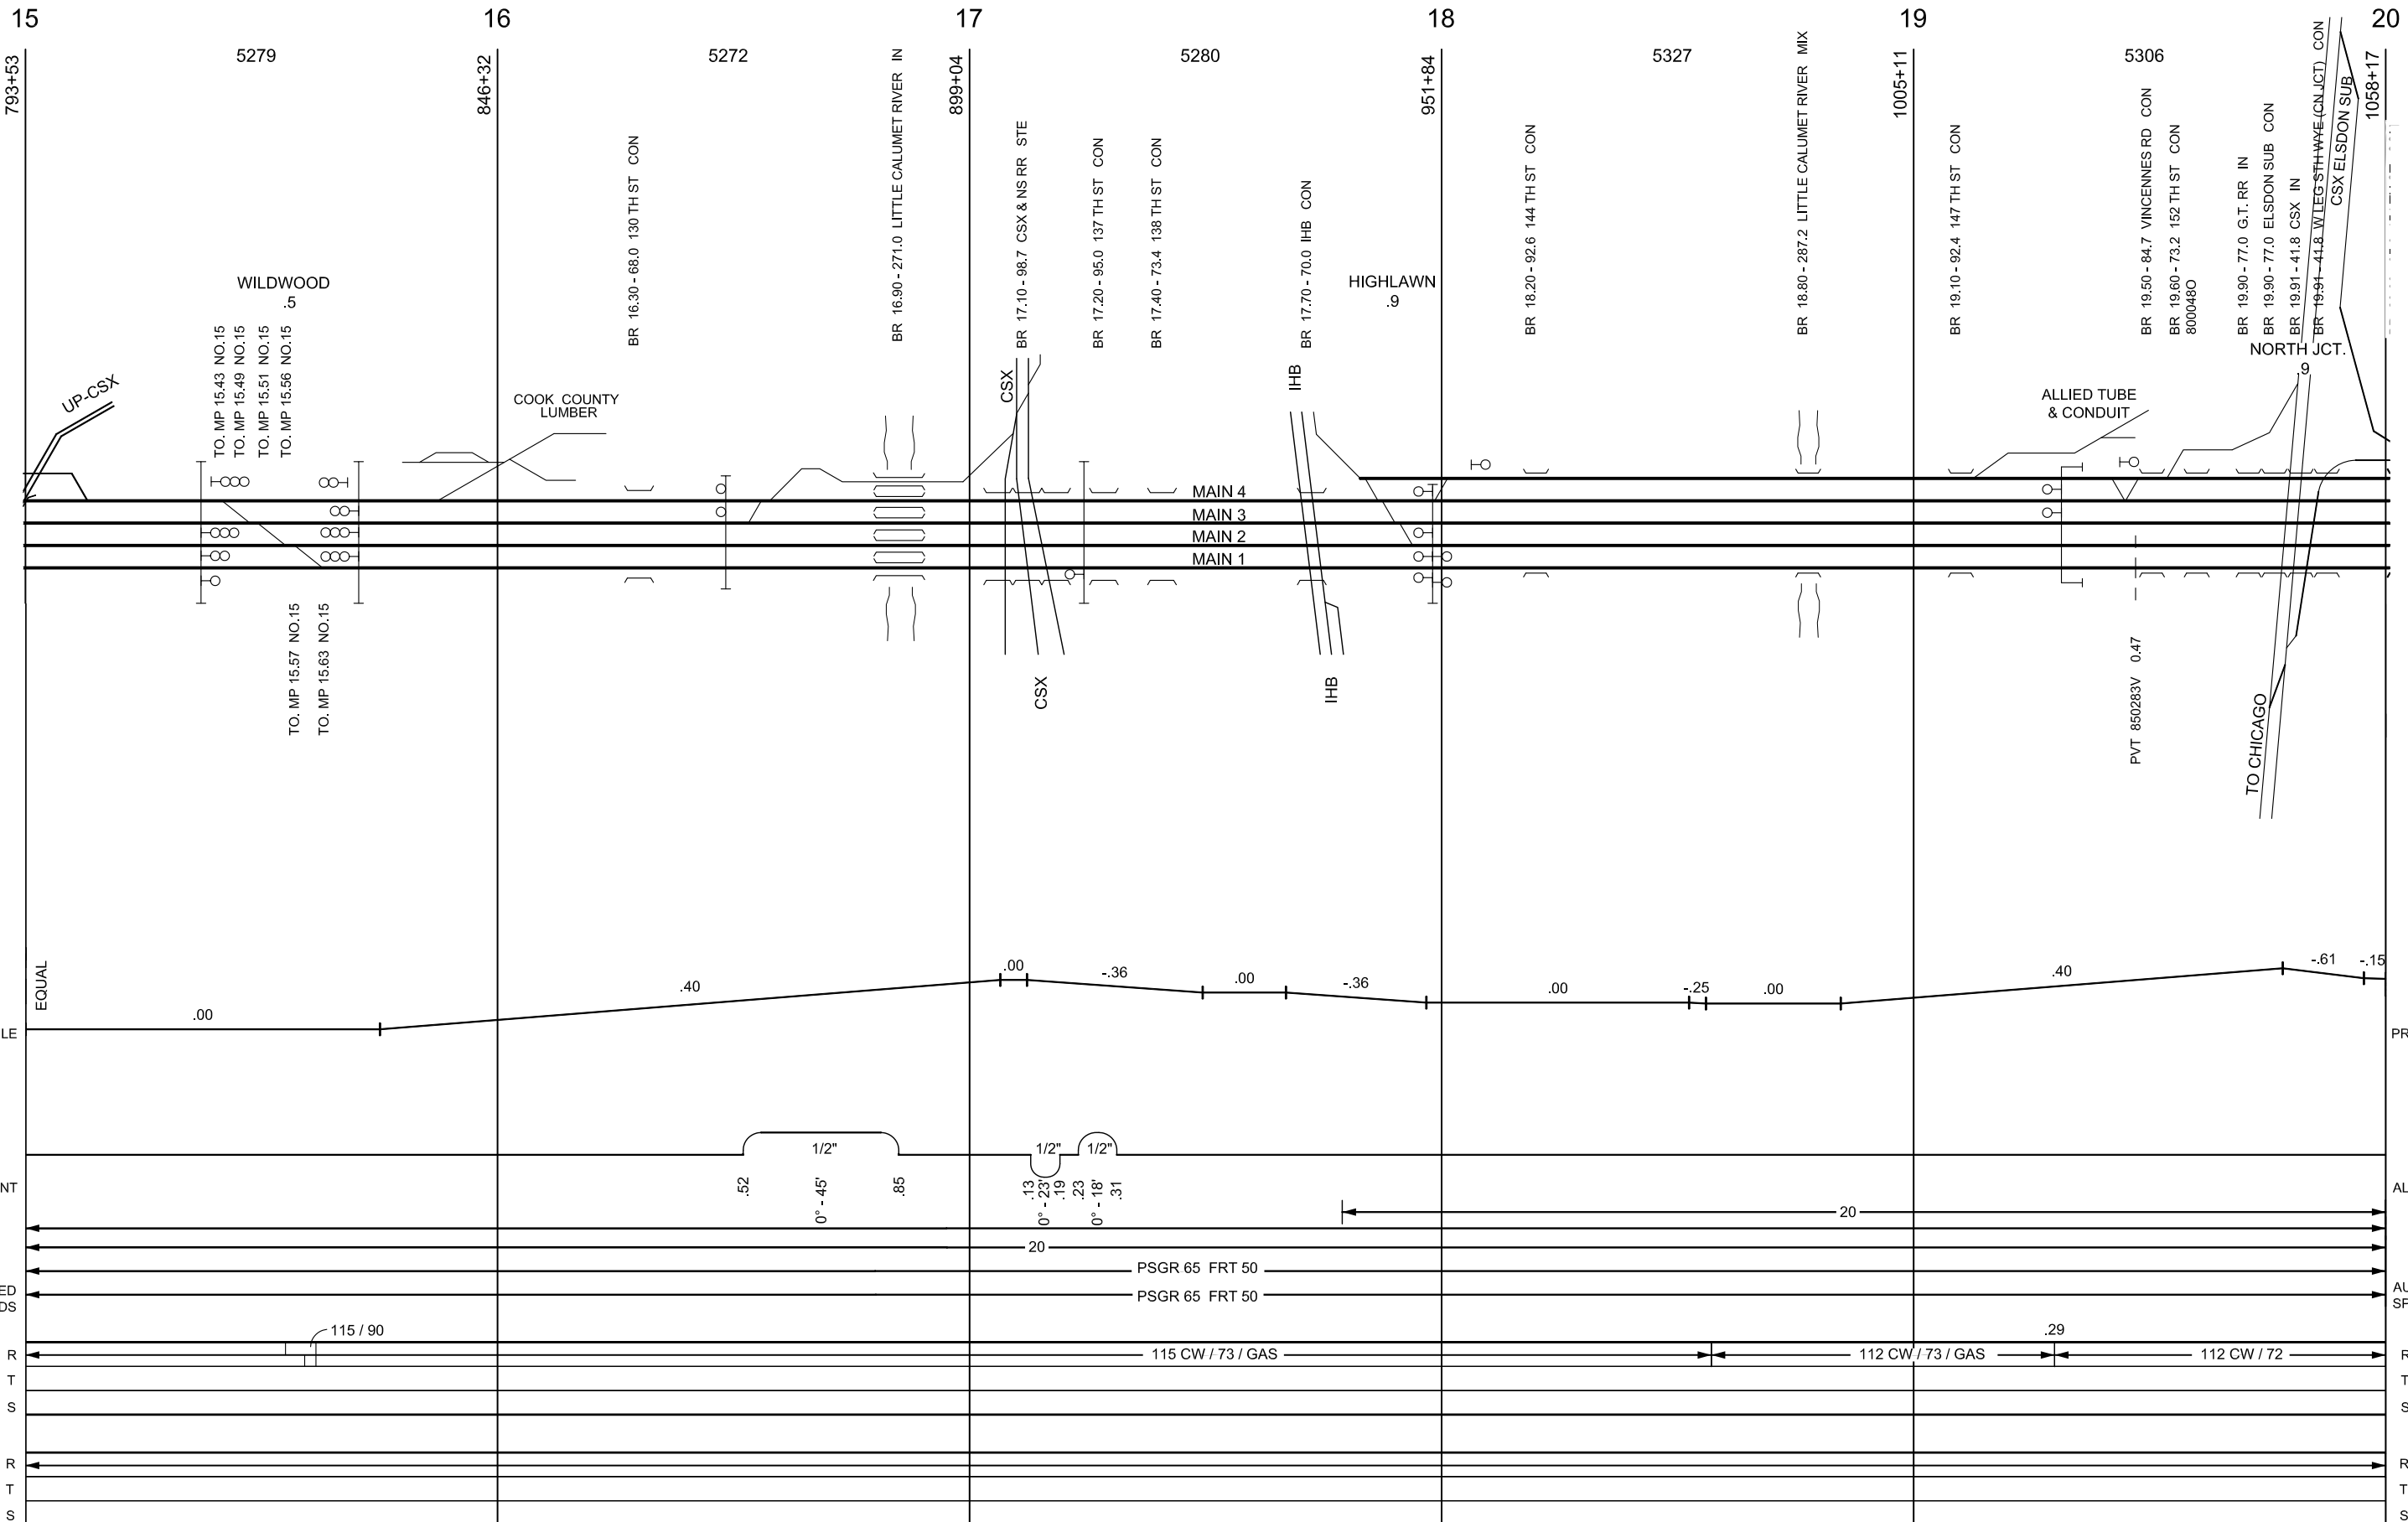 15
16
17
18
19
20
793+53
5279
846+32
5272
899+04
5280
951+84
5327
1005+11
5306
1058+17
BR 16.30 - 68.0 130 TH ST CON
BR 16.90 - 271.0 LITTLE CALUMET RIVER IN
BR 17.10 - 98.7 CSX & NS RR STE
BR 17.20 - 95.0 137 TH ST CON
BR 17.40 - 73.4 138 TH ST CON
BR 17.70 - 70.0 IHB CON
BR 18.20 - 92.6 144 TH ST CON
BR 18.80 - 287.2 LITTLE CALUMET RIVER MIX
BR 19.10 - 92.4 147 TH ST CON
BR 19.50 - 84.7 VINCENNES RD CON
BR 19.60 - 73.2 152 TH ST CON
800048O
BR 19.90 - 77.0 G.T. RR IN
BR 19.90 - 77.0 ELSDON SUB CON
BR 19.91 - 41.8 CSX IN
BR 19.91 - 41.8 W LEG STH WYE (CN JCT) CON
CSX ELSDON SUB
WILDWOOD
.5
HIGHLAWN
.9
NORTH JCT.
.9
TO. MP 15.43 NO.15
TO. MP 15.49 NO.15
TO. MP 15.51 NO.15
TO. MP 15.56 NO.15
UP-CSX
COOK COUNTY
LUMBER
CSX
IHB
ALLIED TUBE
& CONDUIT
MAIN 4
MAIN 3
MAIN 2
MAIN 1
TO. MP 15.57 NO.15
TO. MP 15.63 NO.15
CSX
IHB
PVT 850283V 0.47
TO CHICAGO
EQUAL
.00
.40
.00
-.36
.00
-.36
.00
-.25
.00
.40
-.61
-.15
LE
PR
1/2"
1/2"
1/2"
NT
.52
0° - 45'
.85
.13
0° - 23'
.19
.23
0° - 18'
.31
AL
20
20
PSGR 65 FRT 50
ED
DS
PSGR 65 FRT 50
AU
SP
115 / 90
.29
R
115 CW / 73 / GAS
112 CW / 73 / GAS
112 CW / 72
R
T
T
S
S
R
R
T
T
S
S